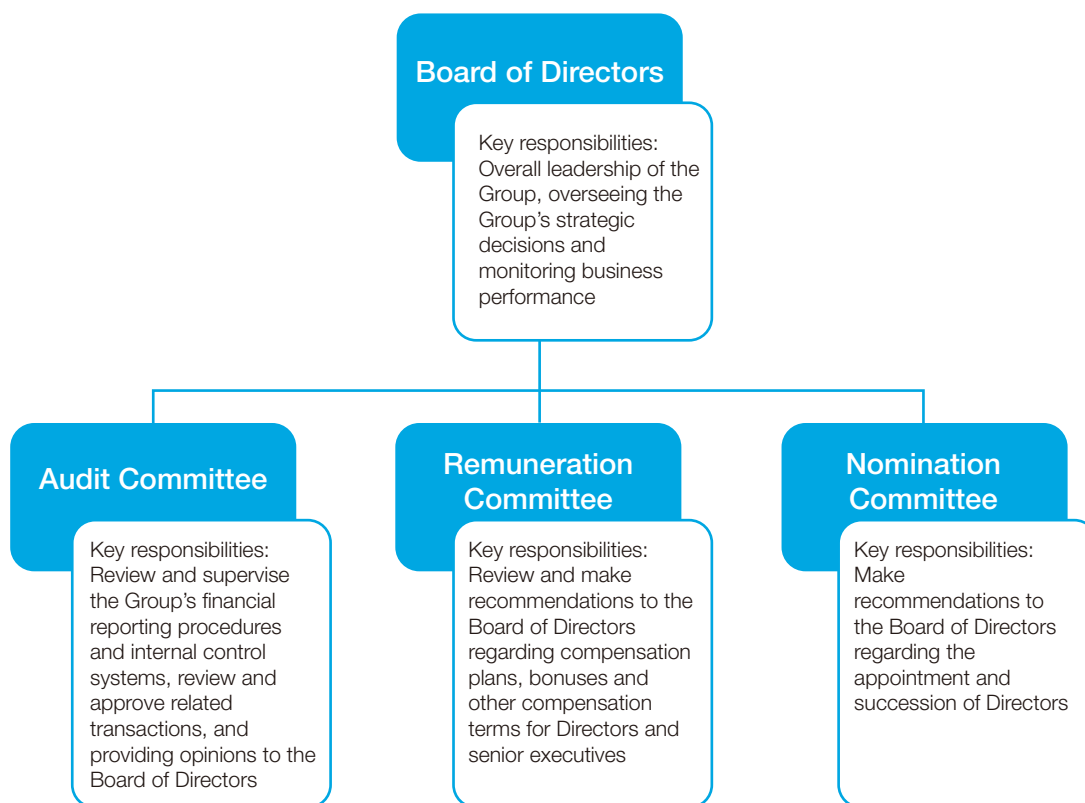 Board of Directors
Key responsibilities:
Overall leadership of the
Group, overseeing the
Group’s strategic
decisions and
monitoring business
performance
Audit Committee
Key responsibilities:
Review and supervise
the Group’s financial
reporting procedures
and internal control
systems, review and
approve related
transactions, and
providing opinions to the
Board of Directors
Remuneration
Committee
Key responsibilities:
Review and make
recommendations to the
Board of Directors
regarding compensation
plans, bonuses and
other compensation
terms for Directors and
senior executives
Nomination
Committee
Key responsibilities:
Make
recommendations to
the Board of Directors
regarding the
appointment and
succession of Directors